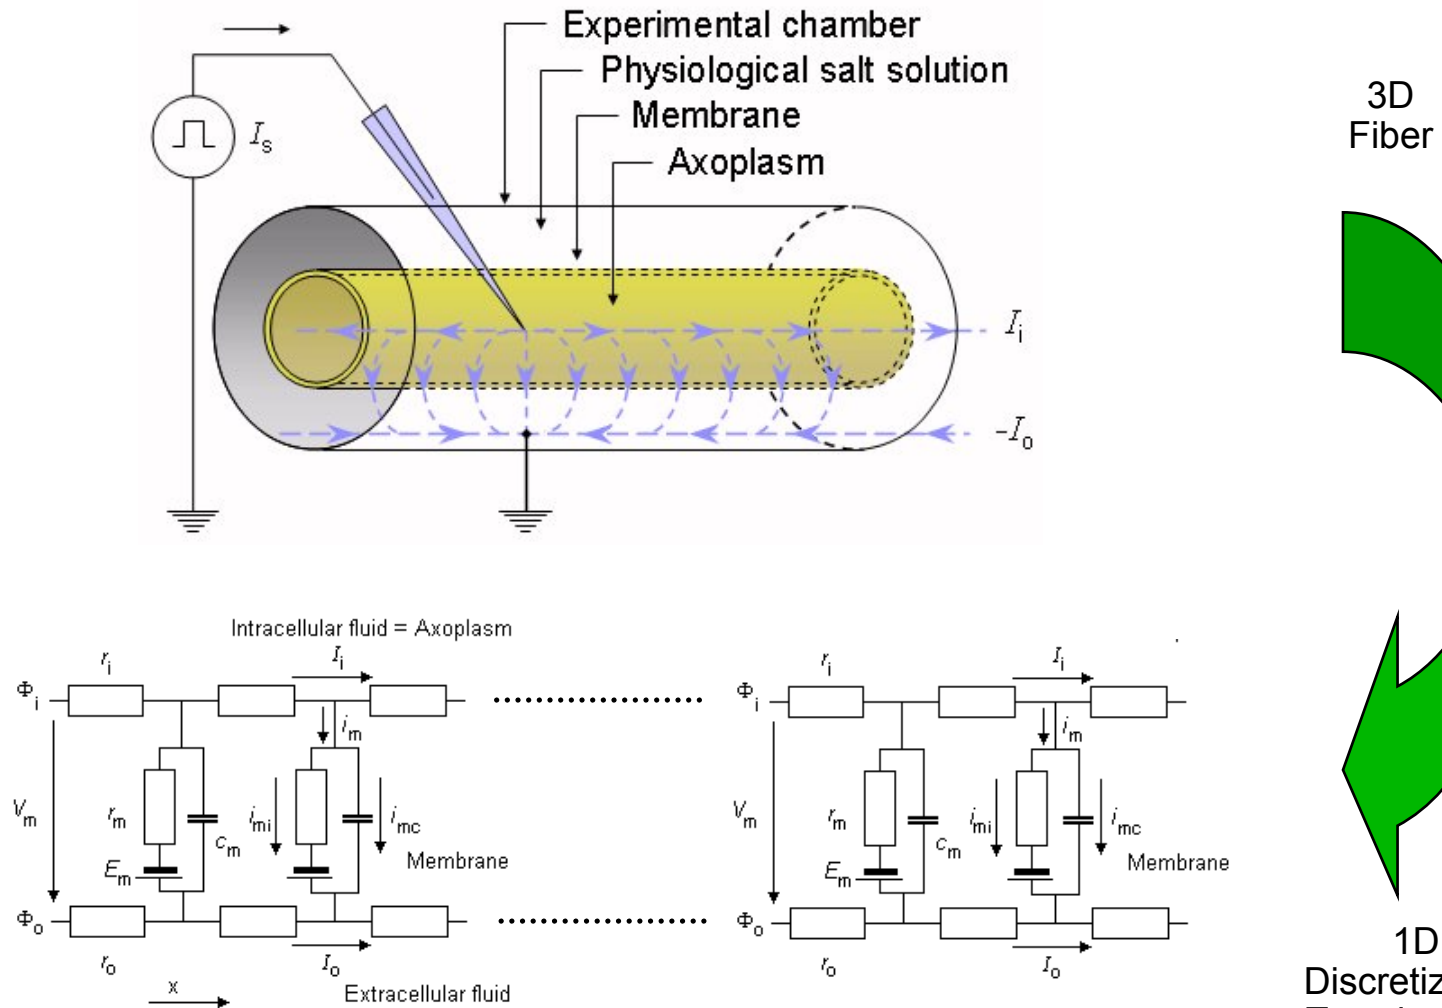 Experimental chamber
Physiological salt solution
Membrane
Axoplasm
I_s
I_i
-I_o
3D
Fiber
Intracellular fluid = Axoplasm
r_i
I_i
Φ_i
i_m
V_m
r_m
c_m
i_mi
i_mc
E_m
Membrane
Φ_o
r_o
I_o
x
Extracellular fluid
r_i
I_i
Φ_i
i_m
V_m
r_m
c_m
i_mi
i_mc
E_m
Membrane
Φ_o
r_o
I_o
1D